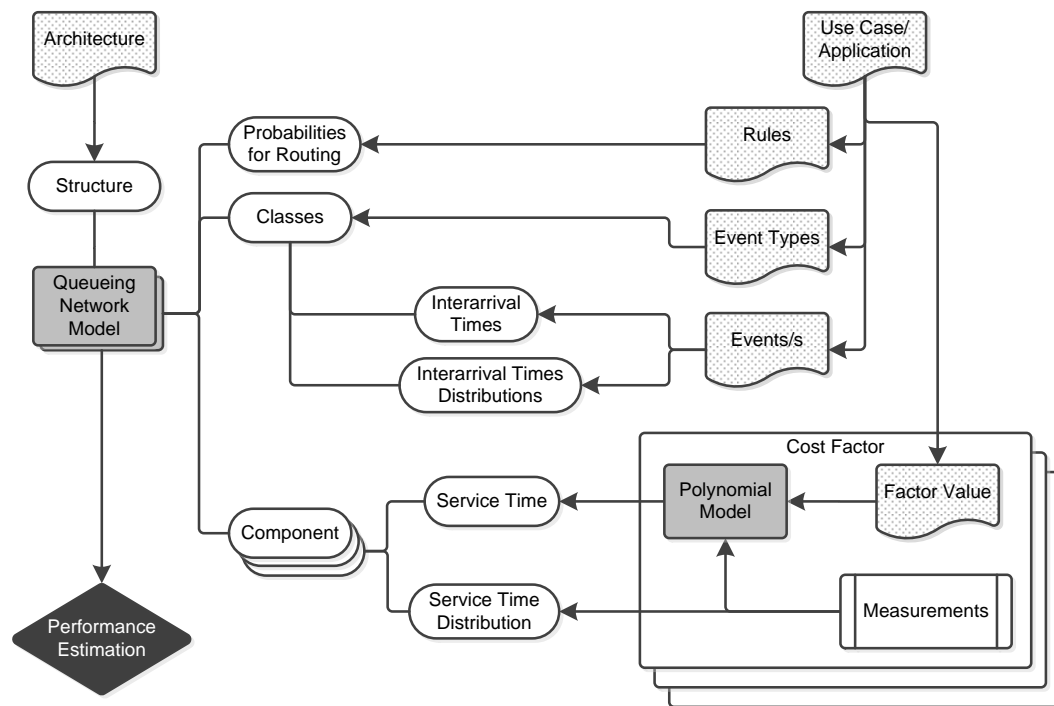 Architecture
Use Case/
Application
Probabilities
for Routing
Rules
Structure
Classes
Event Types
Queueing
Network
Model
Interarrival
Times
Events/s
Interarrival Times
Distributions
Cost Factor
Service Time
Polynomial
Model
Factor Value
Component
Service Time
Distribution
Measurements
Performance
Estimation